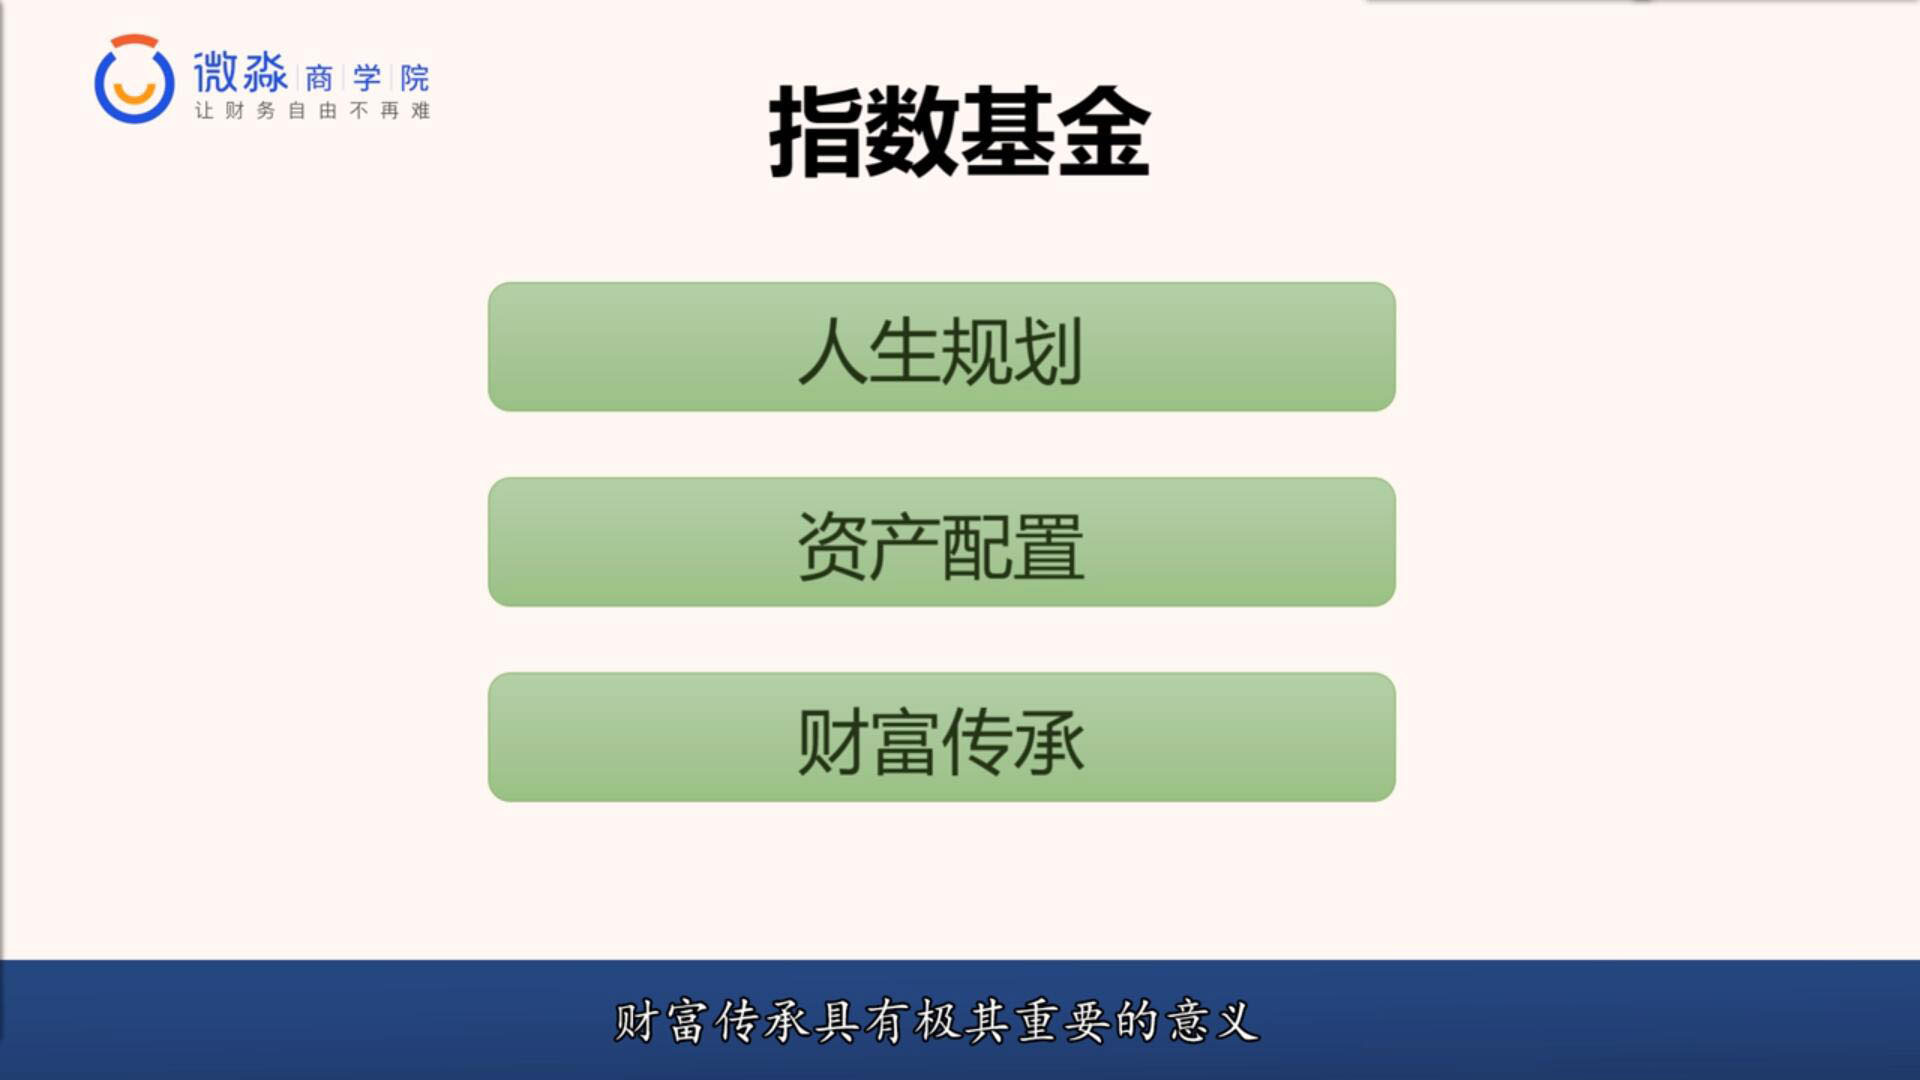 微淼 商 学 院
让财务自由不再难
指数基金
人生规划
资产配置
财富传承
财富传承具有极其重要的意义